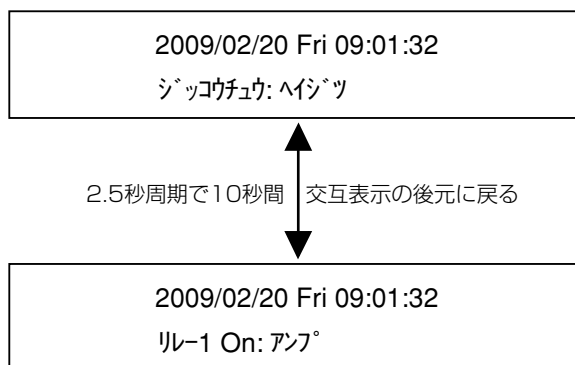 2009/02/20 Fri 09:01:32
ｼﾞｯｺｳﾁｭｳ: ﾍｲｼﾞﾂ
2.5秒周期で10秒間 交互表示の後元に戻る
2009/02/20 Fri 09:01:32
ﾘﾚｰ1 On: ｱﾝﾌﾟ